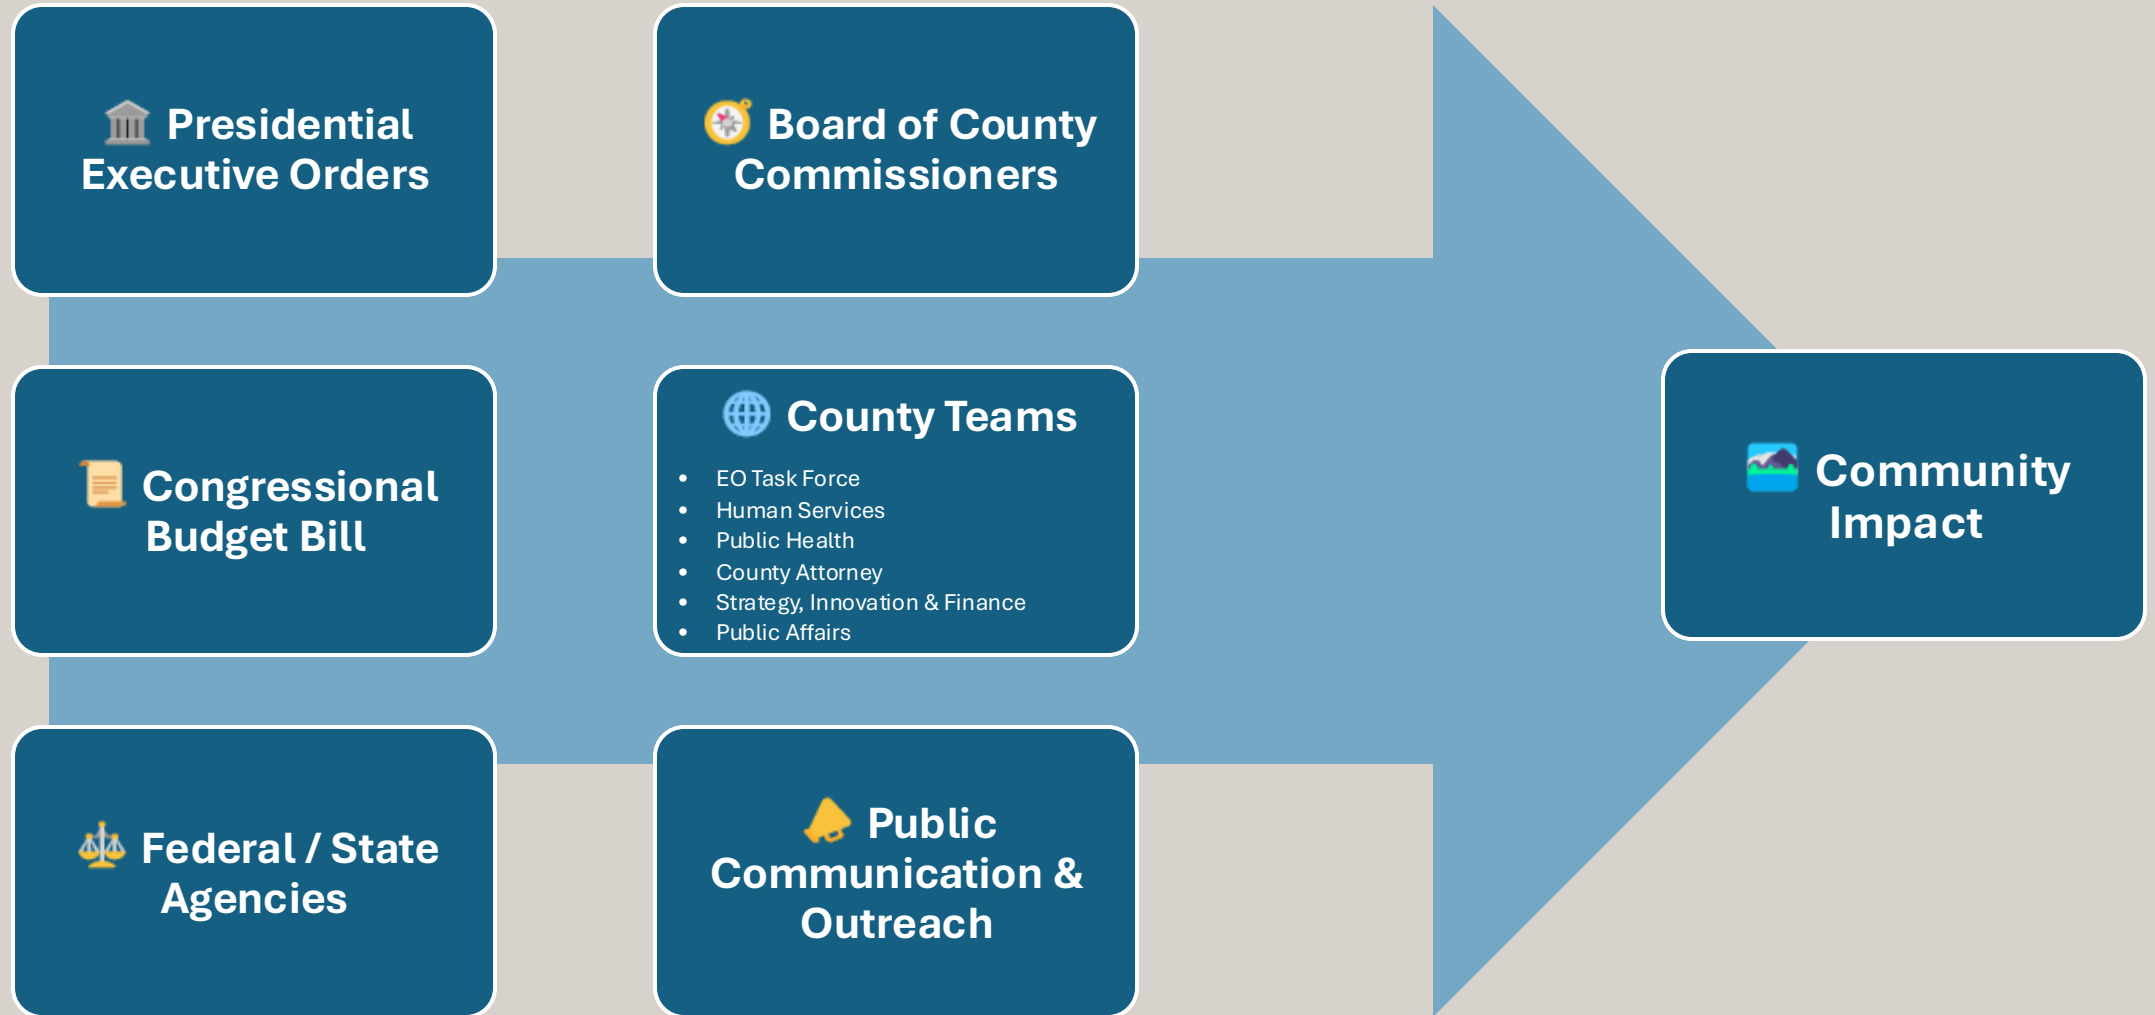 🏛️ Presidential
Executive Orders
🧭 Board of County
Commissioners
📜 Congressional
Budget Bill
🌐 County Teams
• EO Task Force
• Human Services
• Public Health
• County Attorney
• Strategy, Innovation & Finance
• Public Affairs
🏞️ Community
Impact
⚖️ Federal / State
Agencies
📣 Public
Communication &
Outreach